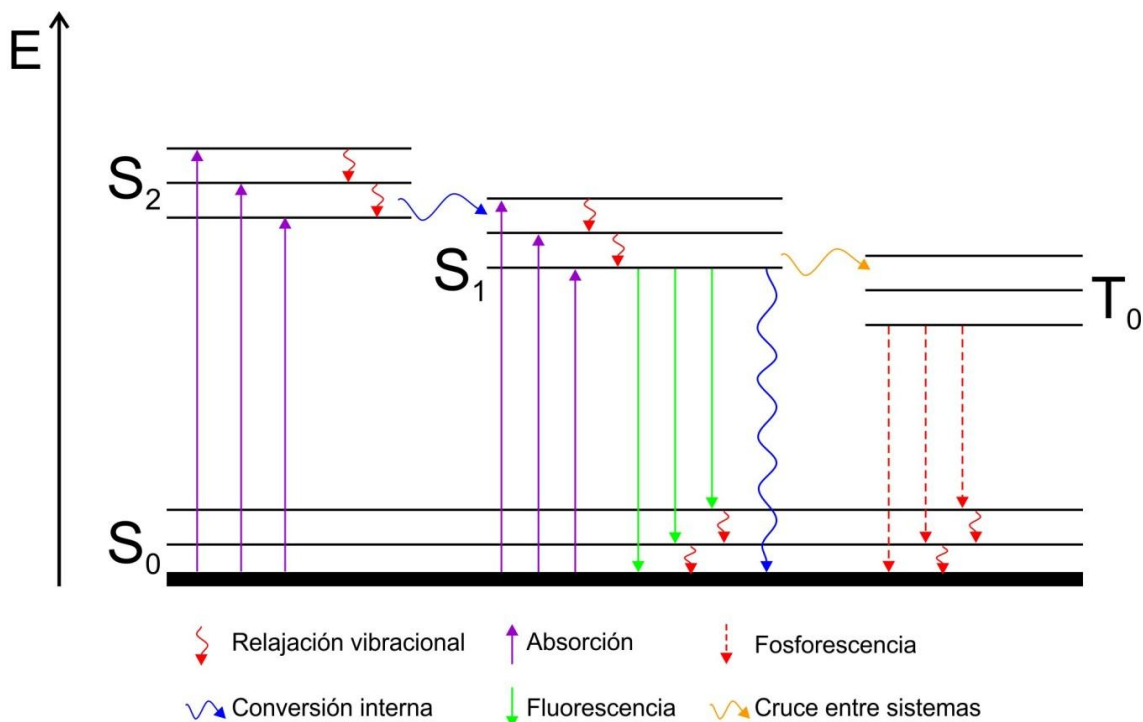 E
S2
S1
T0
S0
Relajación vibracional
Absorción
Fosforescencia
Conversión interna
Fluorescencia
Cruce entre sistemas